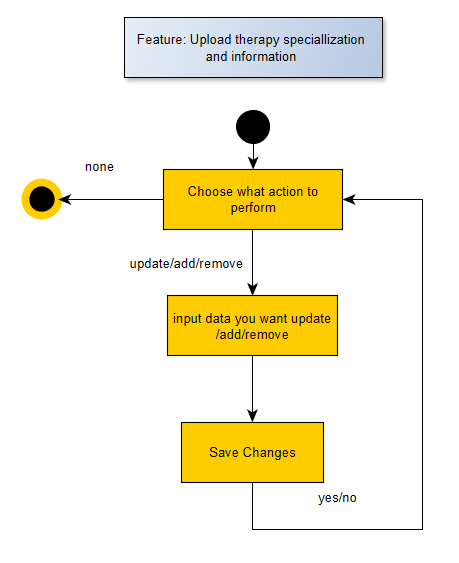 Feature: Upload therapy speciallization
and information
none
Choose what action to
perform
update/add/remove
input data you want update
/add/remove
Save Changes
yes/no